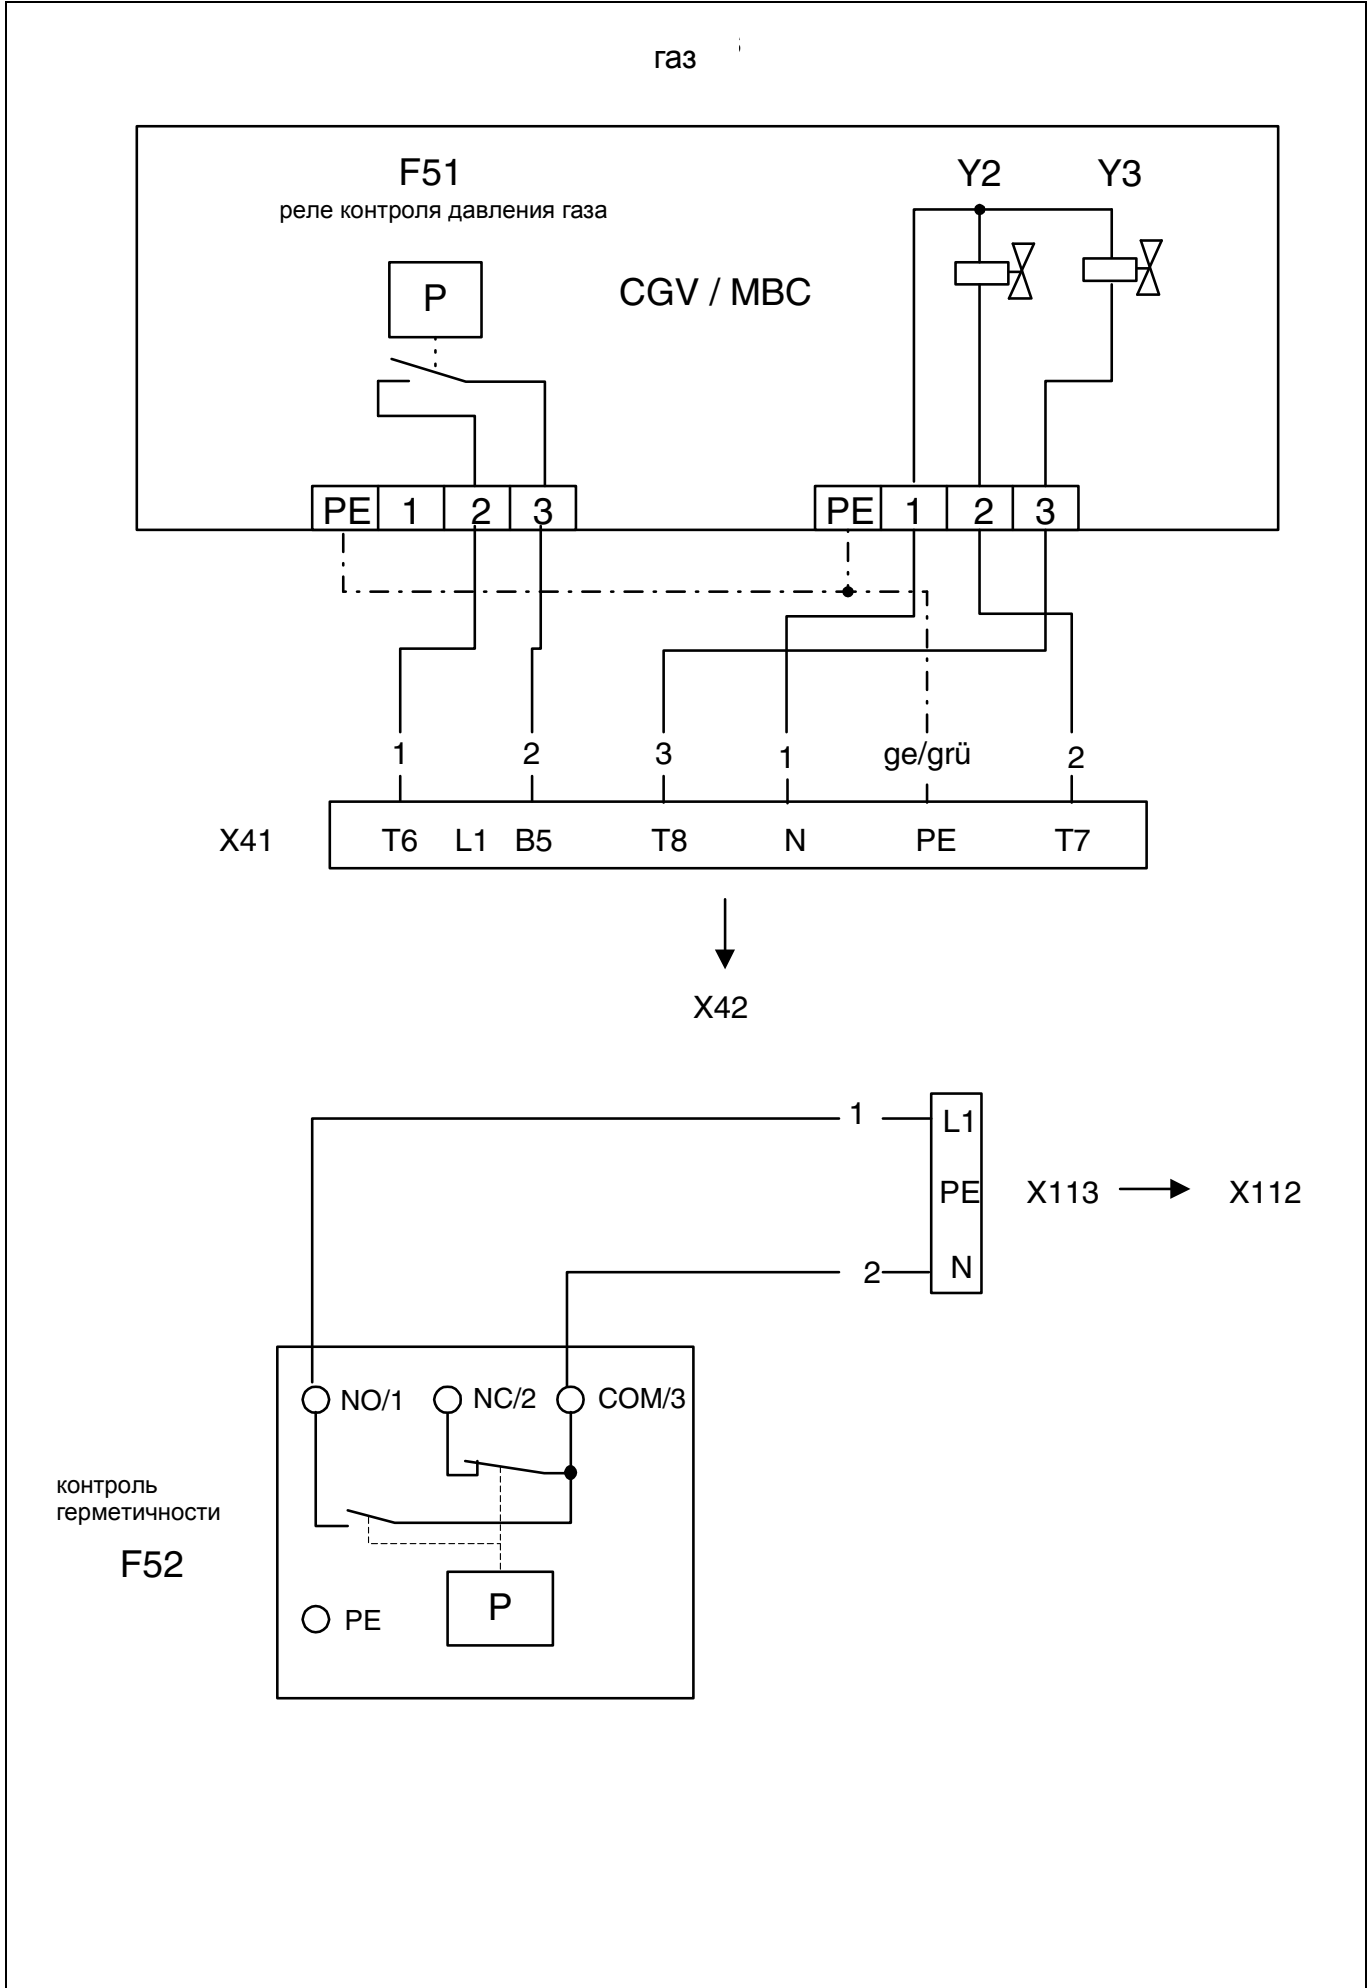 газ
F51
Y2 Y3
реле контроля давления газа
CGV / MBC
P
PE 1 2 3 PE 1 2 3
1 2 3 1 ge/grü 2
X41 T6 L1 B5 T8 N PE T7
X42
1 L1
PE X113 X112
2 N
NO/1 NC/2 COM/3
контроль
герметичности
F52
P
PE